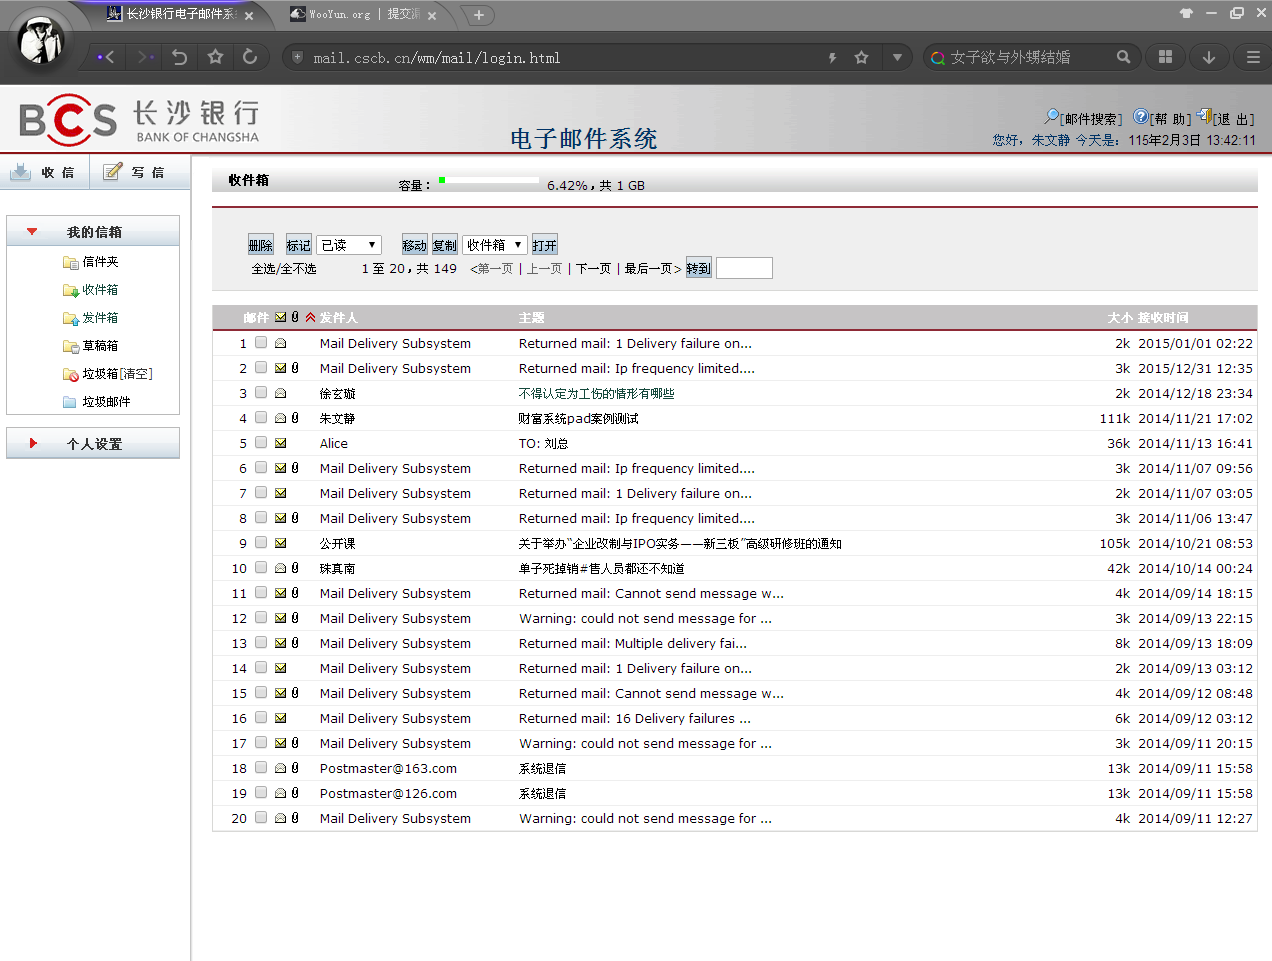 长沙银行电子邮件系
WooYun.org | 提交漏
mail.cscb.cn/wm/mail/login.html
女子欲与外甥结婚
BCS 长沙银行
BANK OF CHANGSHA
电子邮件系统
[邮件搜索] [帮 助] [退 出]
您好，朱文静 今天是： 115年2月3日 13:42:11
收 信 写 信
我的信箱
信件夹
收件箱
发件箱
草稿箱
垃圾箱[清空]
垃圾邮件
个人设置
收件箱 容量： 6.42%，共 1 GB
删除 标记 已读 移动 复制 收件箱 打开
全选/全不选 1 至 20，共 149 <第一页 | 上一页 | 下一页 | 最后一页> 转到
邮件 发件人 主题 大小 接收时间
1 Mail Delivery Subsystem Returned mail: 1 Delivery failure on... 2k 2015/01/01 02:22
2 Mail Delivery Subsystem Returned mail: Ip frequency limited.... 3k 2015/12/31 12:35
3 徐玄璇 不得认定为工伤的情形有哪些 2k 2014/12/18 23:34
4 朱文静 财富系统pad案例测试 111k 2014/11/21 17:02
5 Alice TO: 刘总 36k 2014/11/13 16:41
6 Mail Delivery Subsystem Returned mail: Ip frequency limited.... 3k 2014/11/07 09:56
7 Mail Delivery Subsystem Returned mail: 1 Delivery failure on... 2k 2014/11/07 03:05
8 Mail Delivery Subsystem Returned mail: Ip frequency limited.... 3k 2014/11/06 13:47
9 公开课 关于举办“企业改制与IPO实务——新三板”高级研修班的通知 105k 2014/10/21 08:53
10 珠真南 单子死掉销#售人员都还不知道 42k 2014/10/14 00:24
11 Mail Delivery Subsystem Returned mail: Cannot send message w... 4k 2014/09/14 18:15
12 Mail Delivery Subsystem Warning: could not send message for ... 3k 2014/09/13 22:15
13 Mail Delivery Subsystem Returned mail: Multiple delivery fai... 8k 2014/09/13 18:09
14 Mail Delivery Subsystem Returned mail: 1 Delivery failure on... 2k 2014/09/13 03:12
15 Mail Delivery Subsystem Returned mail: Cannot send message w... 4k 2014/09/12 08:48
16 Mail Delivery Subsystem Returned mail: 16 Delivery failures ... 6k 2014/09/12 03:12
17 Mail Delivery Subsystem Warning: could not send message for ... 3k 2014/09/11 20:15
18 Postmaster@163.com 系统退信 13k 2014/09/11 15:58
19 Postmaster@126.com 系统退信 13k 2014/09/11 15:58
20 Mail Delivery Subsystem Warning: could not send message for ... 4k 2014/09/11 12:27